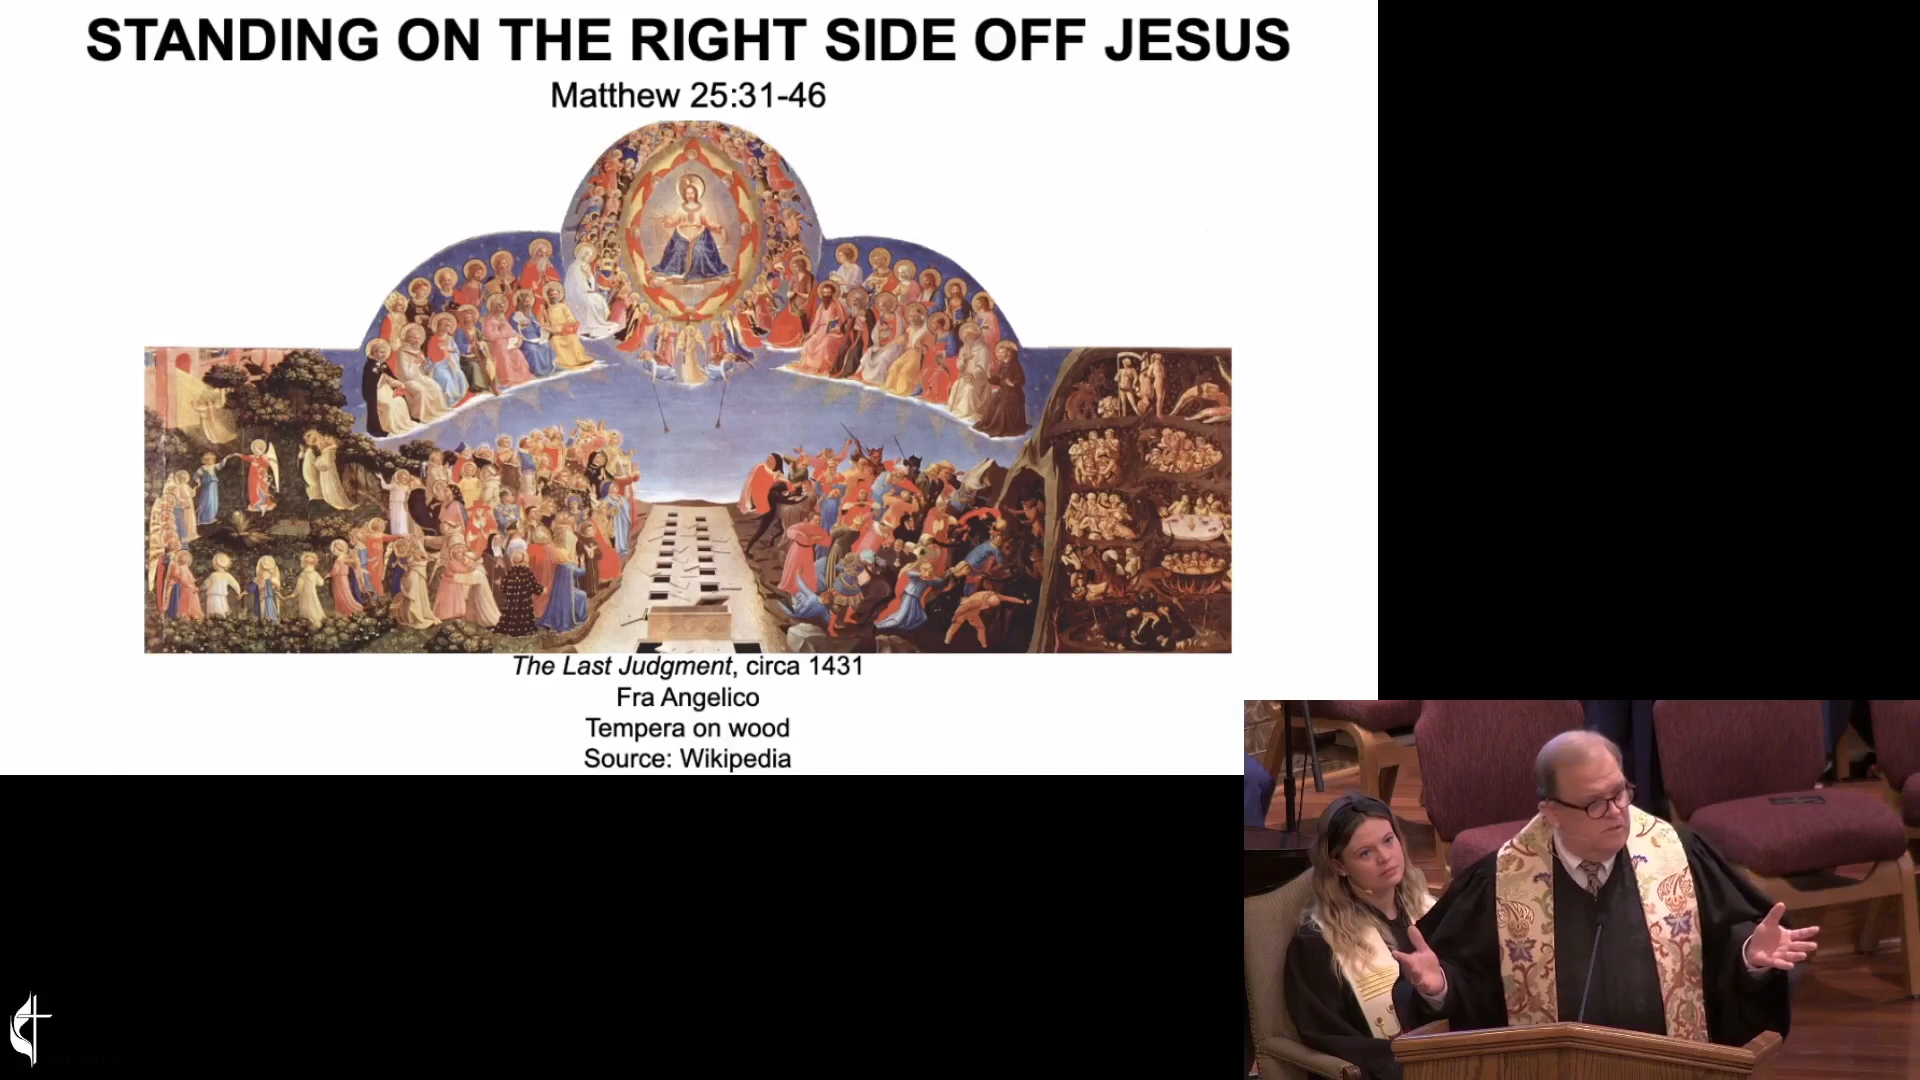 STANDING ON THE RIGHT SIDE OFF JESUS
Matthew 25:31-46
The Last Judgment, circa 1431
Fra Angelico
Tempera on wood
Source: Wikipedia